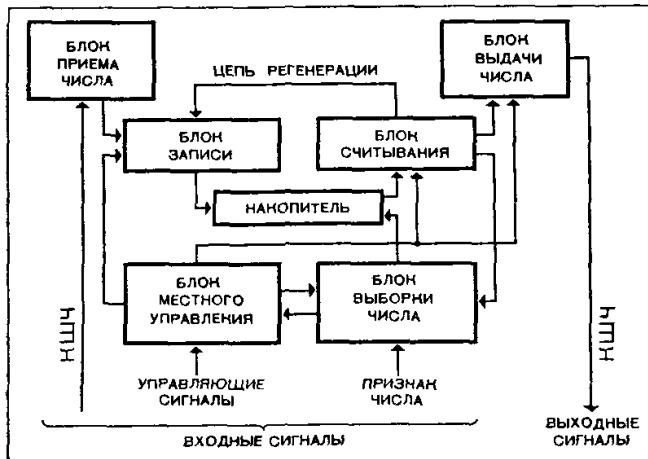 БЛОК
ПРИЕМА
ЧИСЛА
ЦЕПЬ РЕГЕНЕРАЦИИ
БЛОК
ВЫДАЧИ
ЧИСЛА
БЛОК
ЗАПИСИ
БЛОК
СЧИТЫВАНИЯ
НАКОПИТЕЛЬ
БЛОК
МЕСТНОГО
УПРАВЛЕНИЯ
БЛОК
ВЫБОРКИ
ЧИСЛА
КШЧ
КШЧ
УПРАВЛЯЮЩИЕ
СИГНАЛЫ
ПРИЗНАК
ЧИСЛА
ВХОДНЫЕ СИГНАЛЫ
ВЫХОДНЫЕ
СИГНАЛЫ